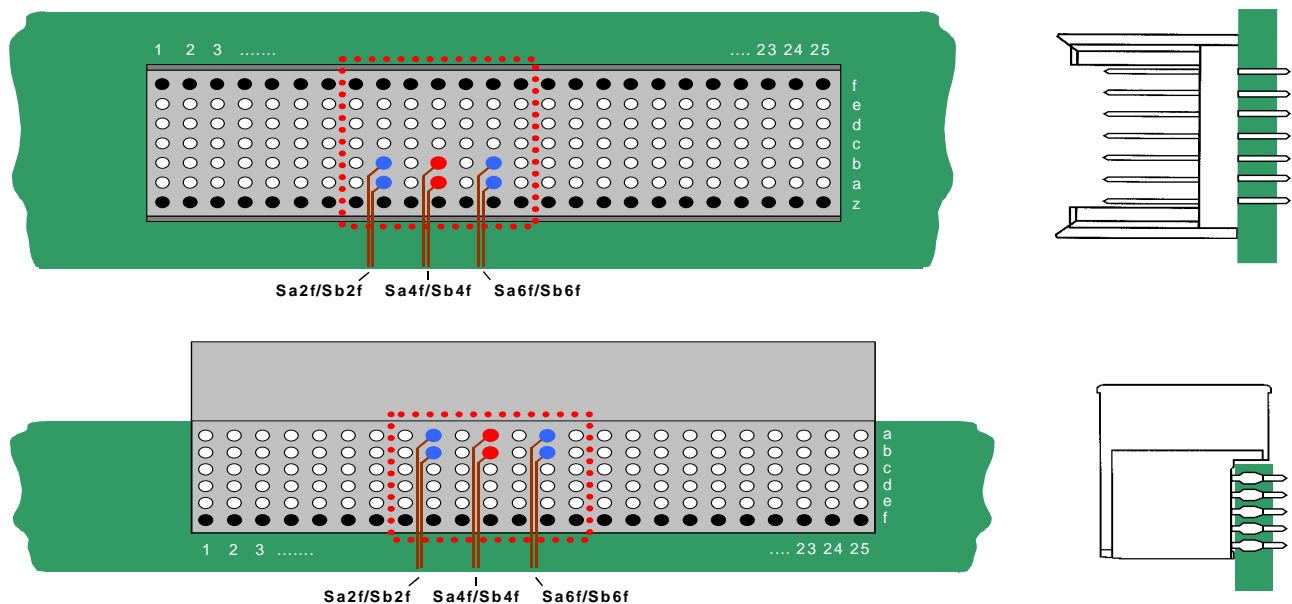 1 2 3 ....... .... 23 24 25
f
e
d
c
b
a
z
Sa2f/Sb2f Sa4f/Sb4f Sa6f/Sb6f
a
b
c
d
e
f
1 2 3 ....... .... 23 24 25
Sa2f/Sb2f Sa4f/Sb4f Sa6f/Sb6f